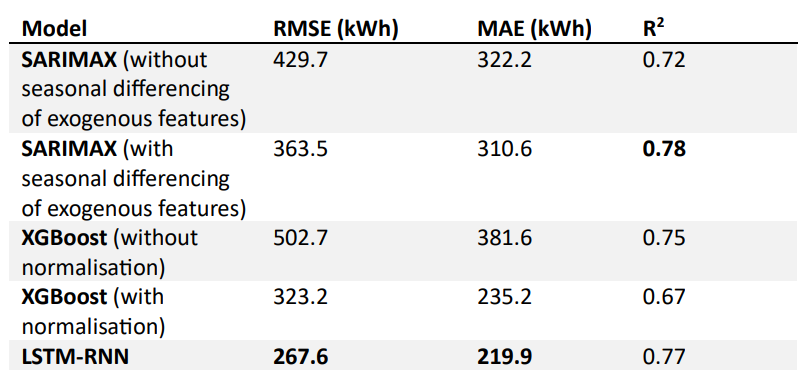 Model RMSE (kWh) MAE (kWh) R²
SARIMAX (without 429.7 322.2 0.72
seasonal differencing
of exogenous features)
SARIMAX (with 363.5 310.6 0.78
seasonal differencing
of exogenous features)
XGBoost (without 502.7 381.6 0.75
normalisation)
XGBoost (with 323.2 235.2 0.67
normalisation)
LSTM-RNN 267.6 219.9 0.77